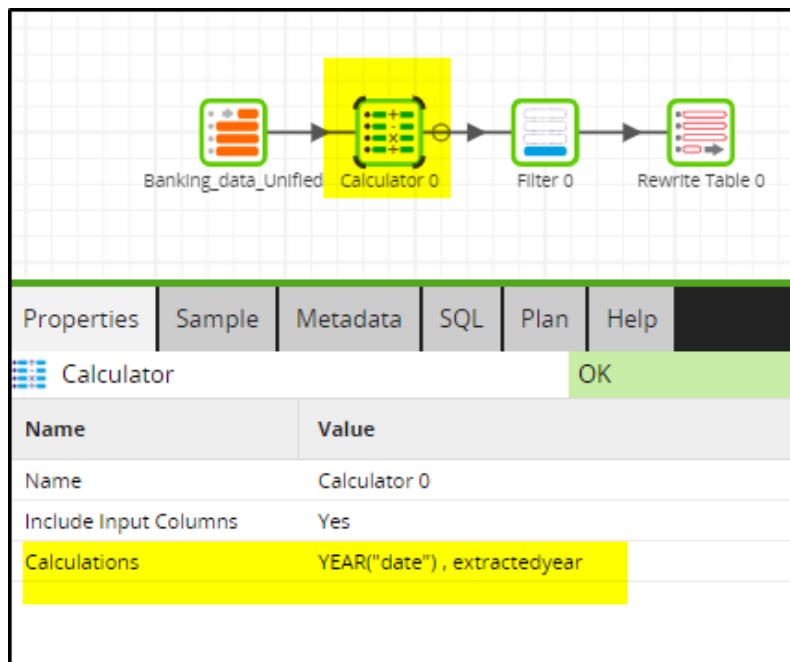 Banking_data_Unified Calculator 0 Filter 0 Rewrite Table 0
Properties Sample Metadata SQL Plan Help
Calculator OK
Name Value
Name Calculator 0
Include Input Columns Yes
Calculations YEAR("date") , extractedyear